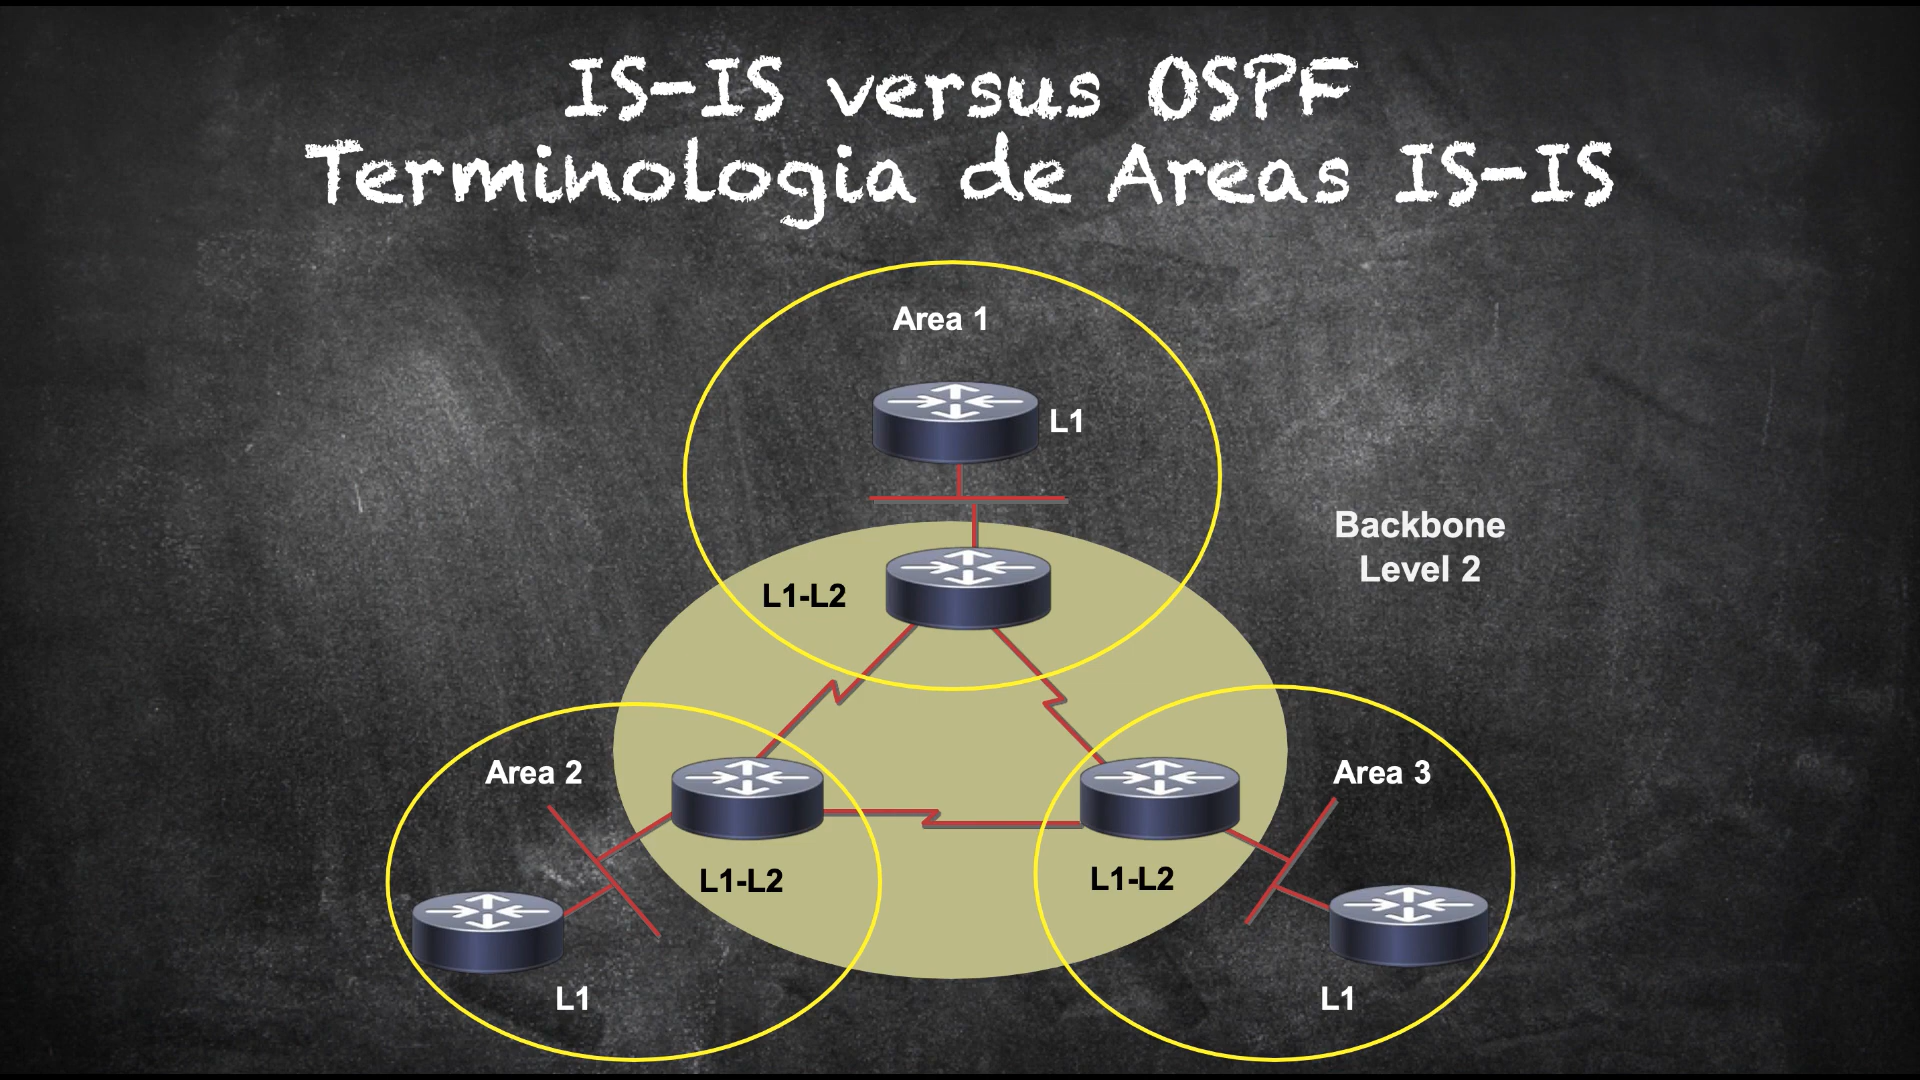 IS-IS versus OSPF
Terminologia de Areas IS-IS
Area 1
L1
Backbone
Level 2
L1-L2
Area 2
Area 3
L1-L2
L1-L2
L1
L1